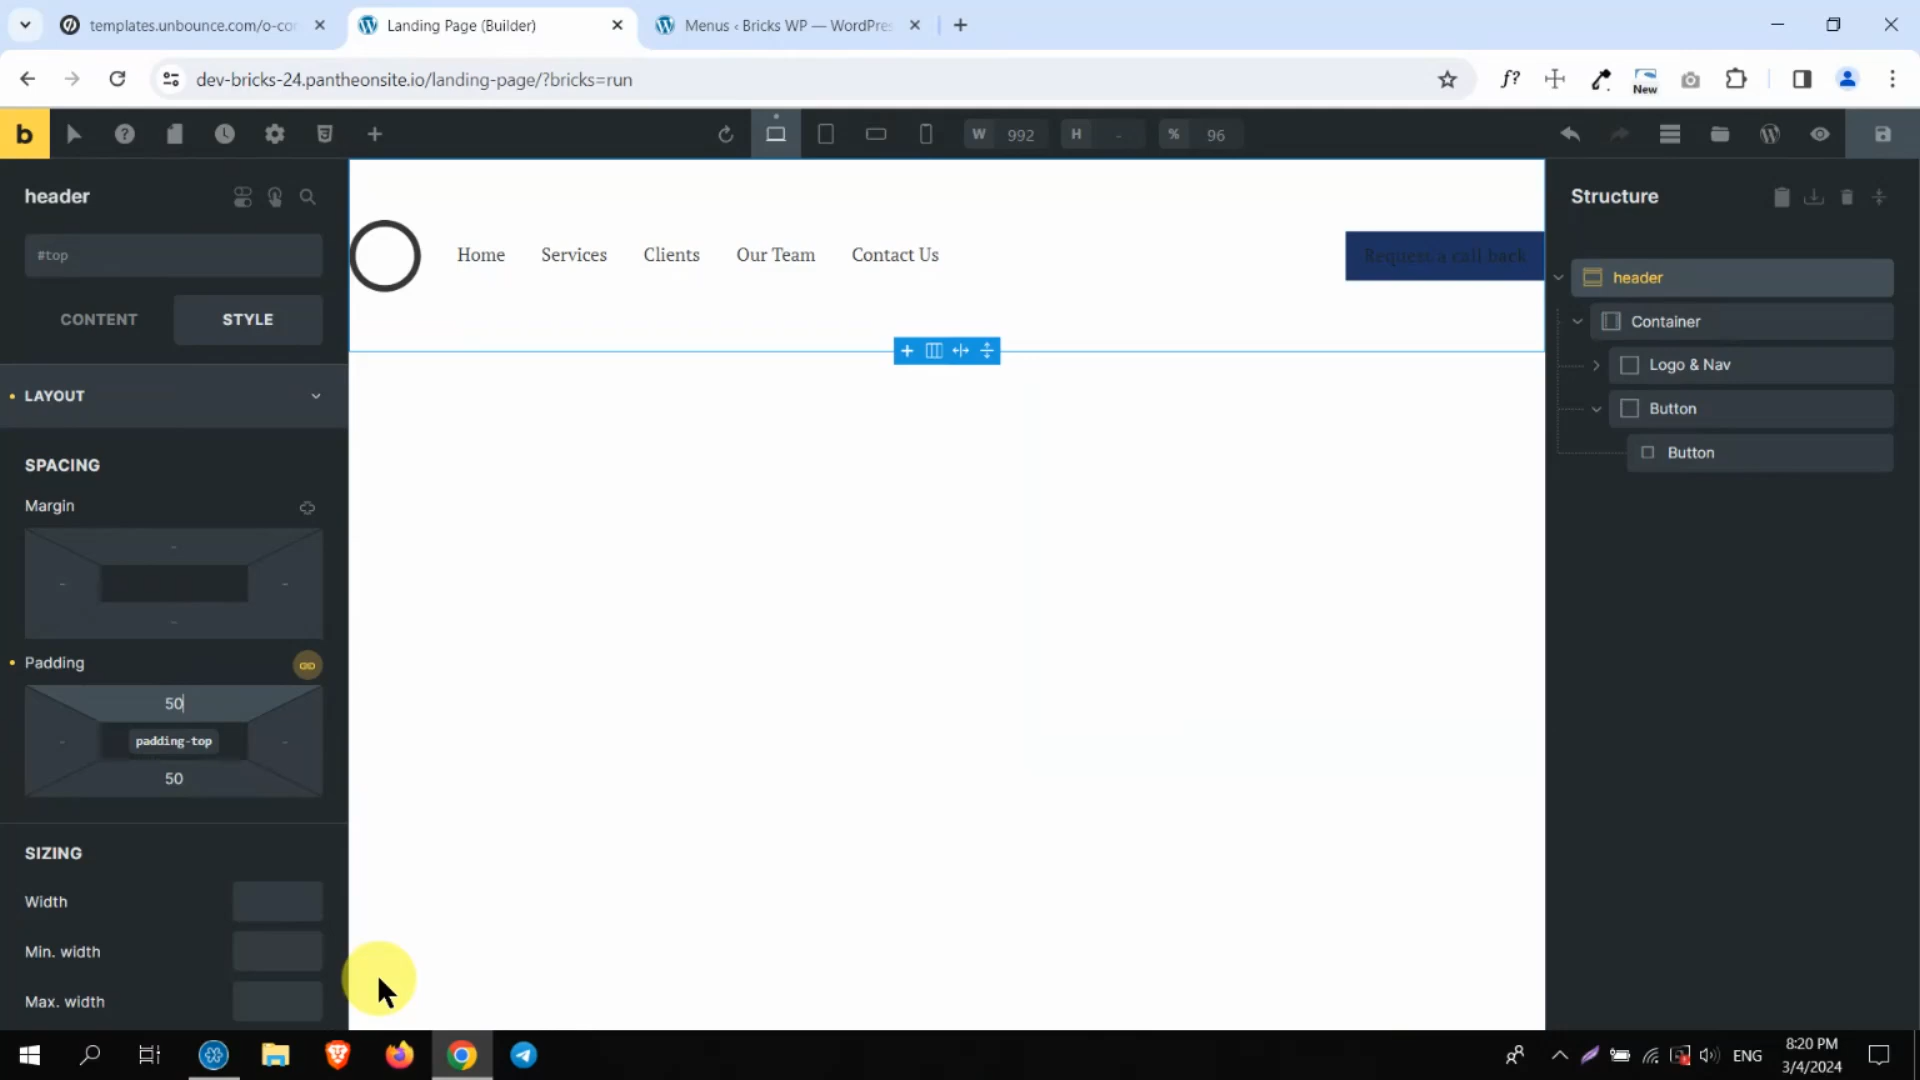 templates.unbounce.com/o-co
Landing Page (Builder)
Menus ‹ Bricks WP — WordPres
dev-bricks-24.pantheonsite.io/landing-page/?bricks=run
f?
New
b
W 992 H - % 96
header
#top
CONTENT STYLE
LAYOUT
SPACING
Margin
Padding
50
padding-top
50
SIZING
Width
Min. width
Max. width
Home Services Clients Our Team Contact Us
Request a call back
Structure
header
Container
Logo & Nav
Button
Button
ENG
8:20 PM
3/4/2024